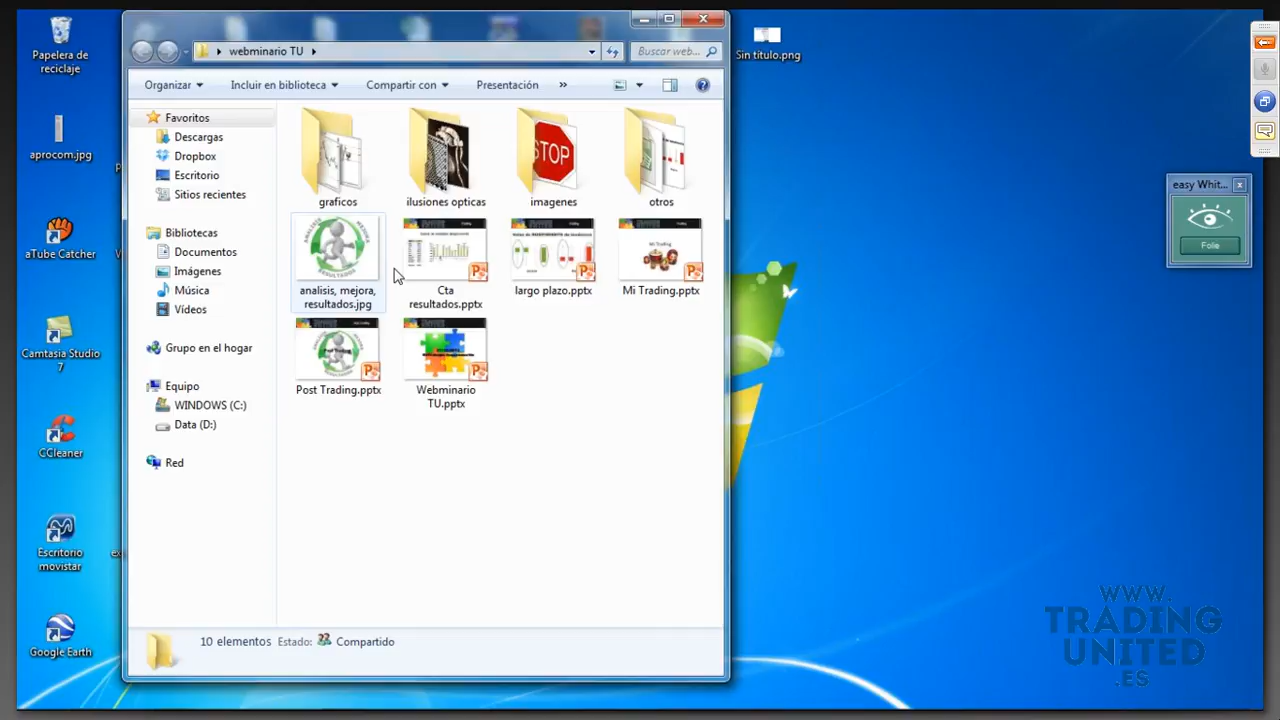 Papelera de
reciclaje
aprocom.jpg
aTube Catcher
Camtasia Studio
7
CCleaner
Escritorio
movistar
Google Earth
webminario TU
Buscar web...
Organizar
Incluir en biblioteca
Compartir con
Presentación
»
Favoritos
Descargas
Dropbox
Escritorio
Sitios recientes
Bibliotecas
Documentos
Imágenes
Música
Vídeos
Grupo en el hogar
Equipo
WINDOWS (C:)
Data (D:)
Red
graficos
ilusiones opticas
STOP
imagenes
otros
analisis, mejora,
resultados.jpg
Cta
resultados.pptx
largo plazo.pptx
Mi Trading
Mi Trading.pptx
Post Trading
Post Trading.pptx
Webminario
TU.pptx
10 elementos Estado: Compartido
Sin título.png
easy Whit...
Folie
WWW.
TRADING
UNITED
.ES